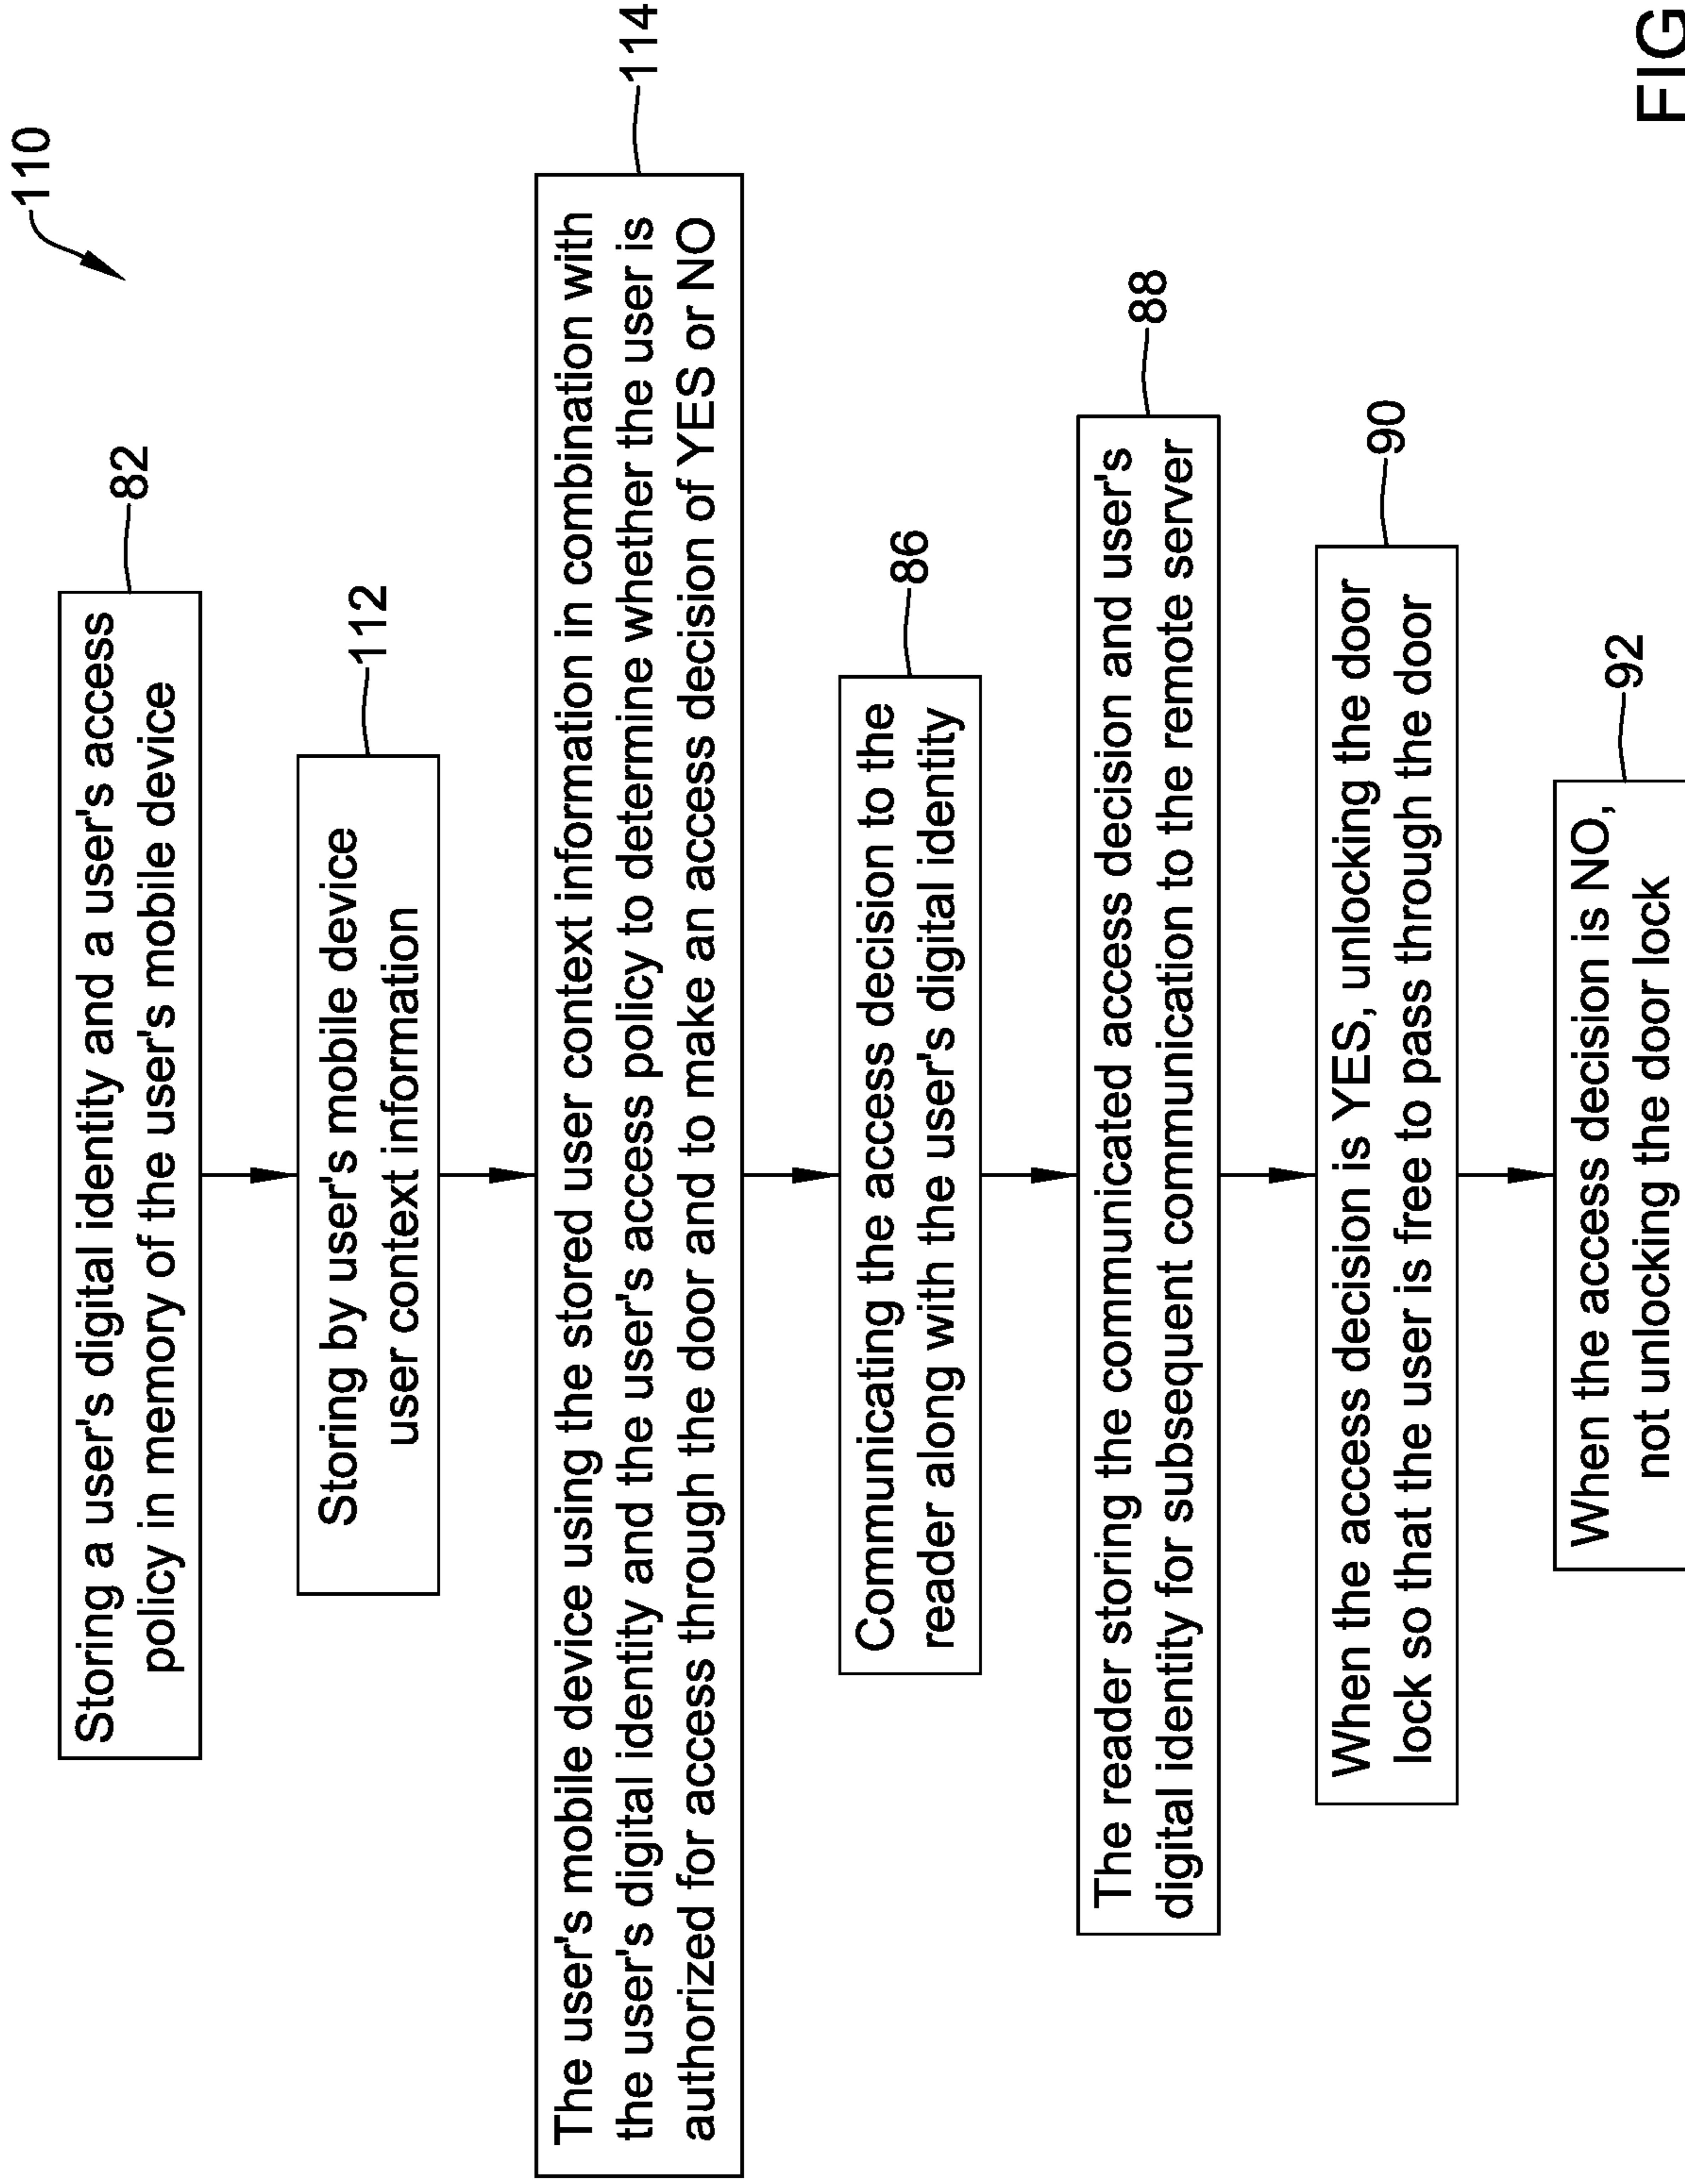 110
Storing a user's digital identity and a user's access
policy in memory of the user's mobile device
82
Storing by user's mobile device
user context information
112
The user's mobile device using the stored user context information in combination with
the user's digital identity and the user's access policy to determine whether the user is
authorized for access through the door and to make an access decision of YES or NO
114
Communicating the access decision to the
reader along with the user's digital identity
86
The reader storing the communicated access decision and user's
digital identity for subsequent communication to the remote server
88
When the access decision is YES, unlocking the door
lock so that the user is free to pass through the door
90
When the access decision is NO,
not unlocking the door lock
92
FIG